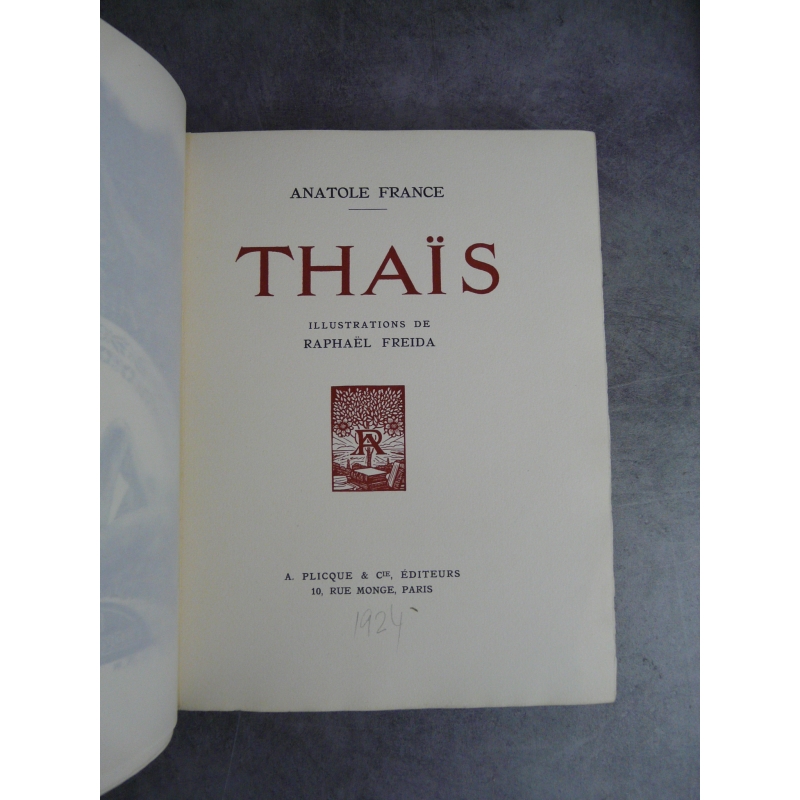 ANATOLE FRANCE
THAÏS
ILLUSTRATIONS DE
RAPHAËL FREIDA
A. PLICQUE & CIE, ÉDITEURS
10, RUE MONGE, PARIS
1924